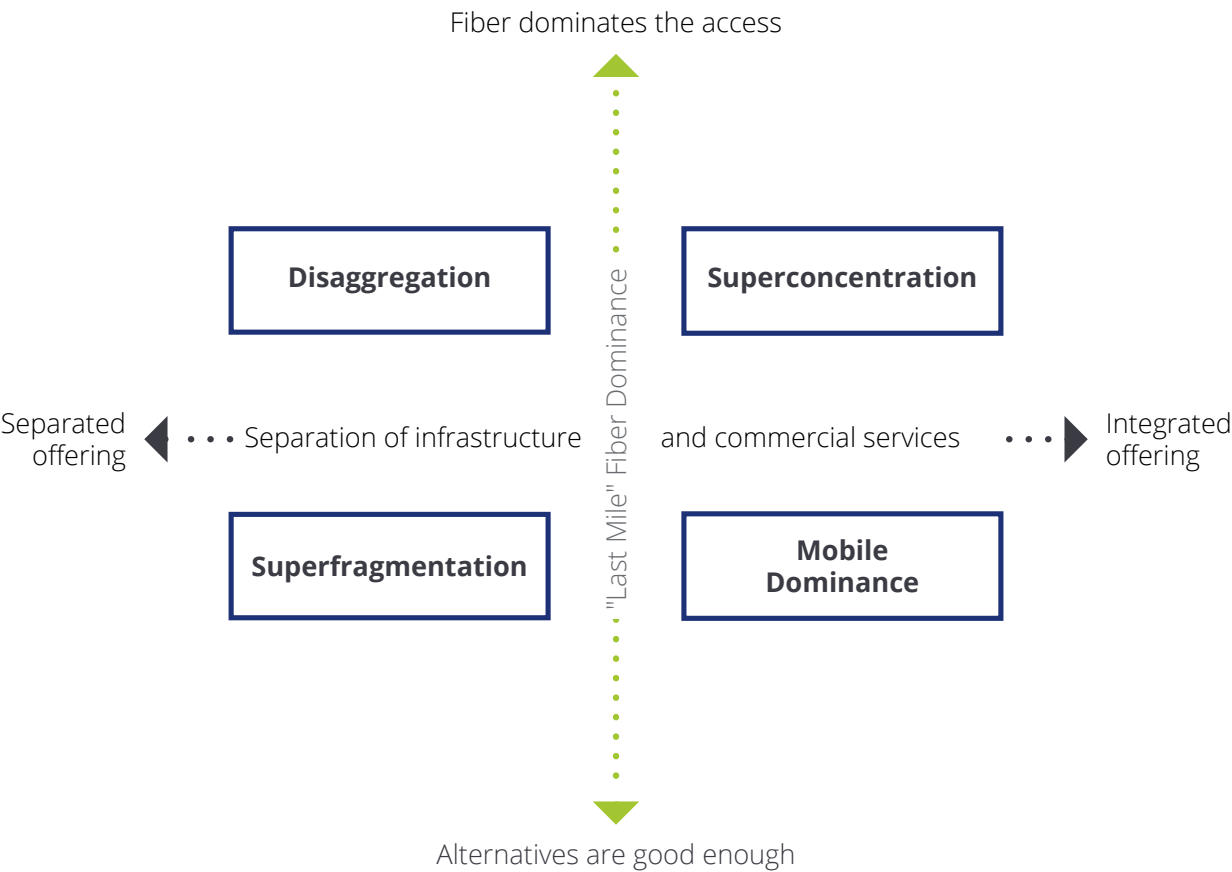 Fiber dominates the access
Disaggregation
Superconcentration
"Last Mile" Fiber Dominance
Separated
offering
Separation of infrastructure
and commercial services
Integrated
offering
Superfragmentation
Mobile
Dominance
Alternatives are good enough